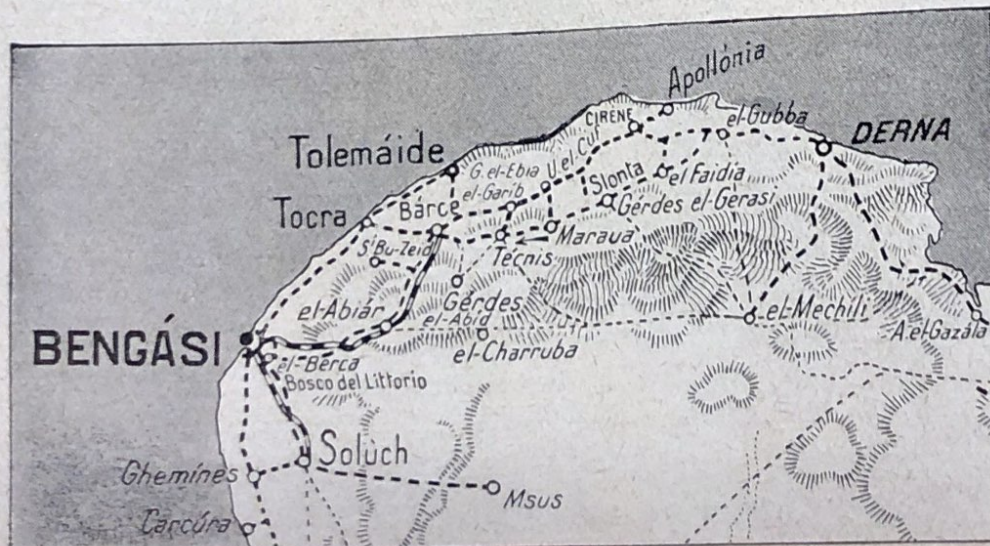 Apollónia
CIRENE
el-Gubba
DERNA
Tolemáide
G. el-Ebia
U. el-Cuf
el-Garib
Slonta
el Faidia
Tocra
Bárce
Gérdes el-Gerasi
Maraua
Técnis
S' Bu-Zeid
Gérdes
el-Abid
el-Abiár
el-Mechíli
A. el-Gazála
BENGÁSI
el-Charruba
el-Berca
Bosco del Littorio
Solùch
Ghemínes
Msus
Carcúra